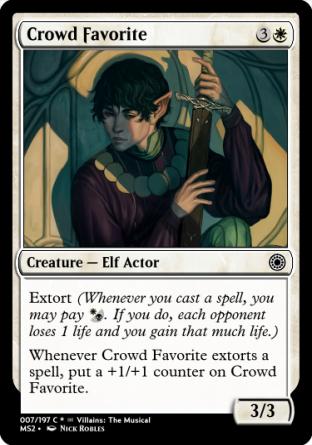 Crowd Favorite 3
Creature — Elf Actor
Extort (Whenever you cast a spell, you
may pay . If you do, each opponent
loses 1 life and you gain that much life.)
Whenever Crowd Favorite extorts a
spell, put a +1/+1 counter on Crowd
Favorite.
3/3
007/197 C * = Villains: The Musical
MS2 • Nick Robles